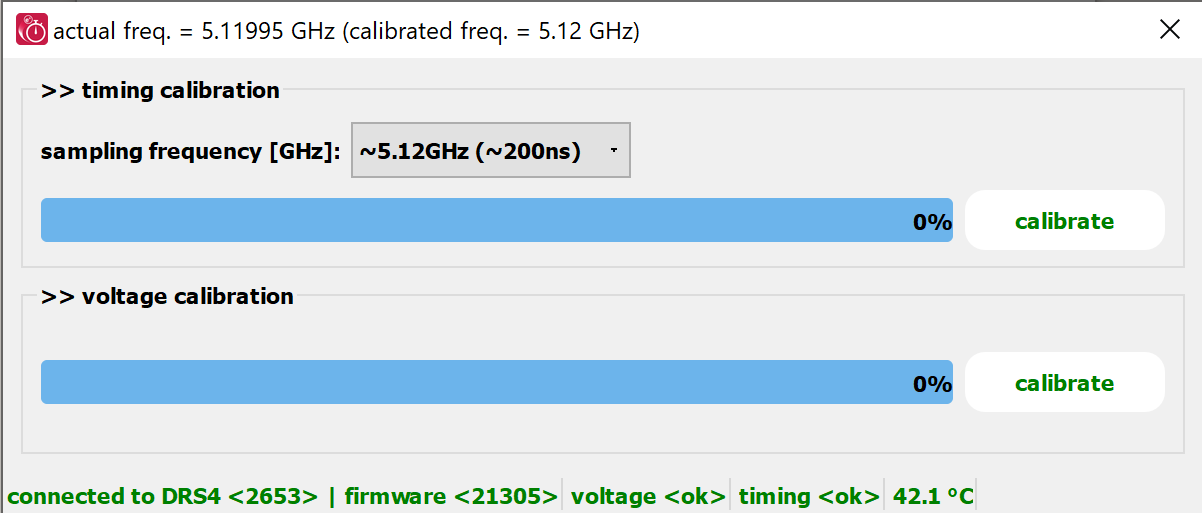 actual freq. = 5.11995 GHz (calibrated freq. = 5.12 GHz)
>> timing calibration
sampling frequency [GHz]: ~5.12GHz (~200ns)
0% calibrate
>> voltage calibration
0% calibrate
connected to DRS4 <2653> | firmware <21305> voltage <ok> timing <ok> 42.1 ºC